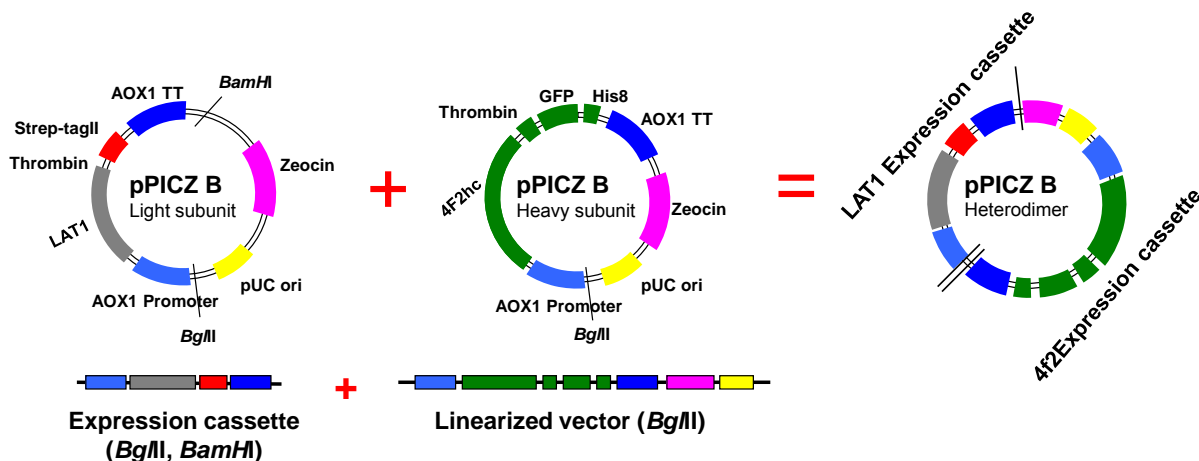 AOX1 TT
BamHI
Strep-tagII
Thrombin
LAT1
pPICZ B
Light subunit
Zeocin
pUC ori
AOX1 Promoter
BglII
+
Thrombin
GFP
His8
AOX1 TT
4F2hc
pPICZ B
Heavy subunit
Zeocin
pUC ori
AOX1 Promoter
BglII
=
LAT1 Expression cassette
pPICZ B
Heterodimer
4f2Expression cassette
+
Expression cassette
(BglII, BamHI)
Linearized vector (BglII)